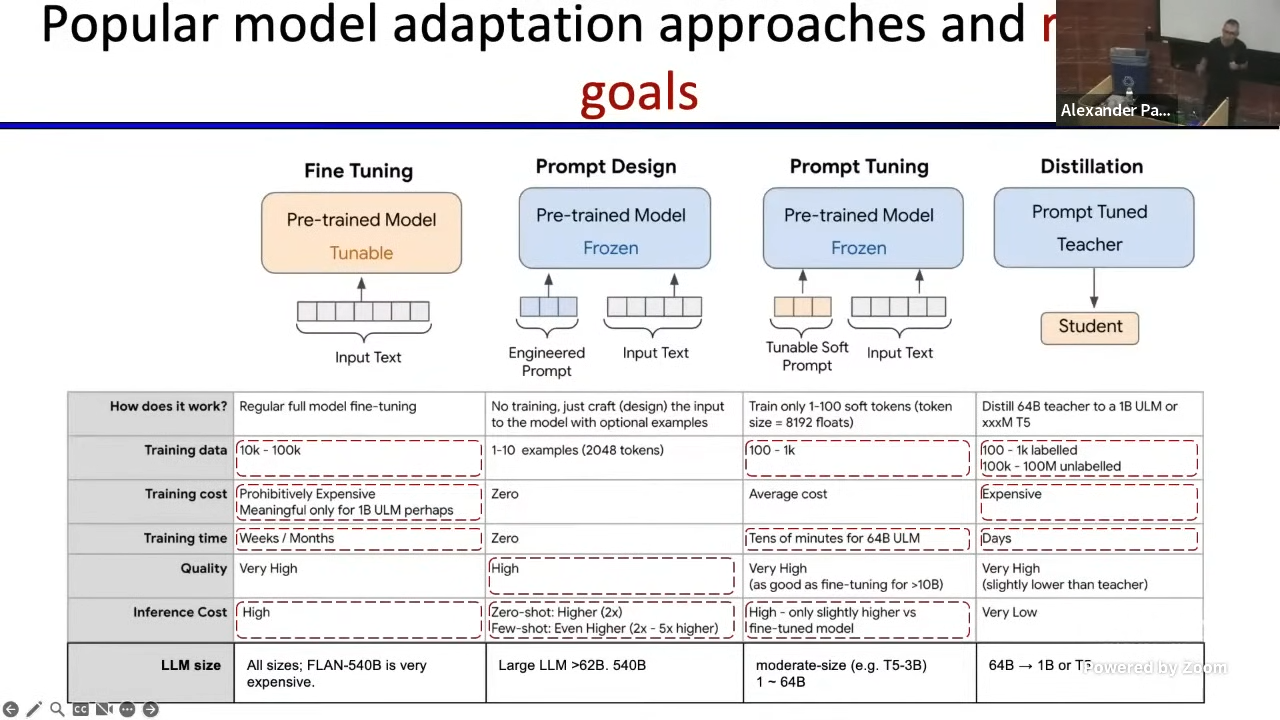 Popular model adaptation approaches and
goals
Alexander Pa...
Fine Tuning
Prompt Design
Prompt Tuning
Distillation
Pre-trained Model
Tunable
Pre-trained Model
Frozen
Pre-trained Model
Frozen
Prompt Tuned
Teacher
Input Text
Engineered
Prompt
Input Text
Tunable Soft
Prompt
Input Text
Student
How does it work?
Regular full model fine-tuning
No training, just craft (design) the input
to the model with optional examples
Train only 1-100 soft tokens (token
size = 8192 floats)
Distill 64B teacher to a 1B ULM or
xxxM T5
Training data
10k - 100k
1-10 examples (2048 tokens)
100 - 1k
100 - 1k labelled
100k - 100M unlabelled
Training cost
Prohibitively Expensive
Meaningful only for 1B ULM perhaps
Zero
Average cost
Expensive
Training time
Weeks / Months
Zero
Tens of minutes for 64B ULM
Days
Quality
Very High
High
Very High
(as good as fine-tuning for >10B)
Very High
(slightly lower than teacher)
Inference Cost
High
Zero-shot: Higher (2x)
Few-shot: Even Higher (2x - 5x higher)
High - only slightly higher vs
fine-tuned model
Very Low
LLM size
All sizes; FLAN-540B is very
expensive.
Large LLM >62B. 540B
moderate-size (e.g. T5-3B)
1 ~ 64B
64B → 1B or
Powered by Zoom
CC